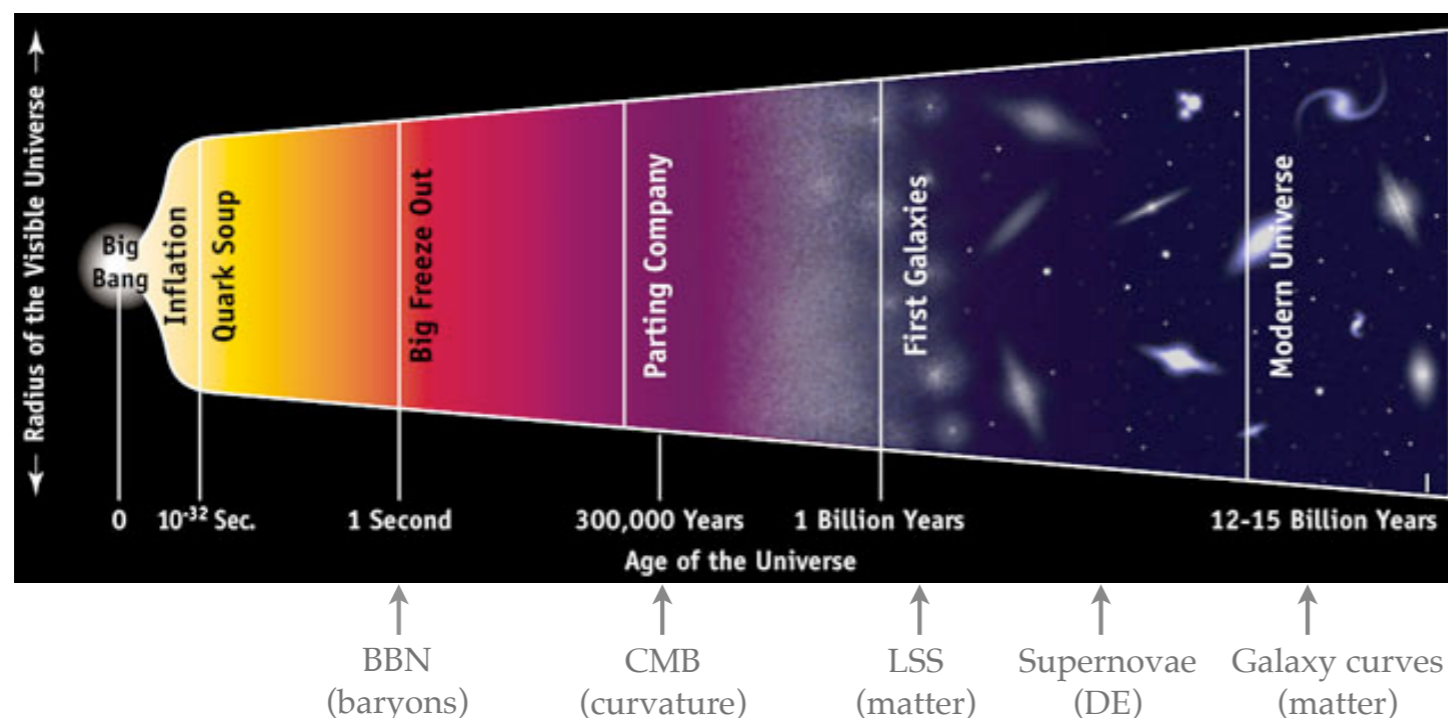 Radius of the Visible Universe
Big
Bang
Inflation
Quark Soup
Big Freeze Out
Parting Company
First Galaxies
Modern Universe
0 10⁻³² Sec. 1 Second 300,000 Years 1 Billion Years 12-15 Billion Years
Age of the Universe
BBN CMB LSS Supernovae Galaxy curves
(baryons) (curvature) (matter) (DE) (matter)